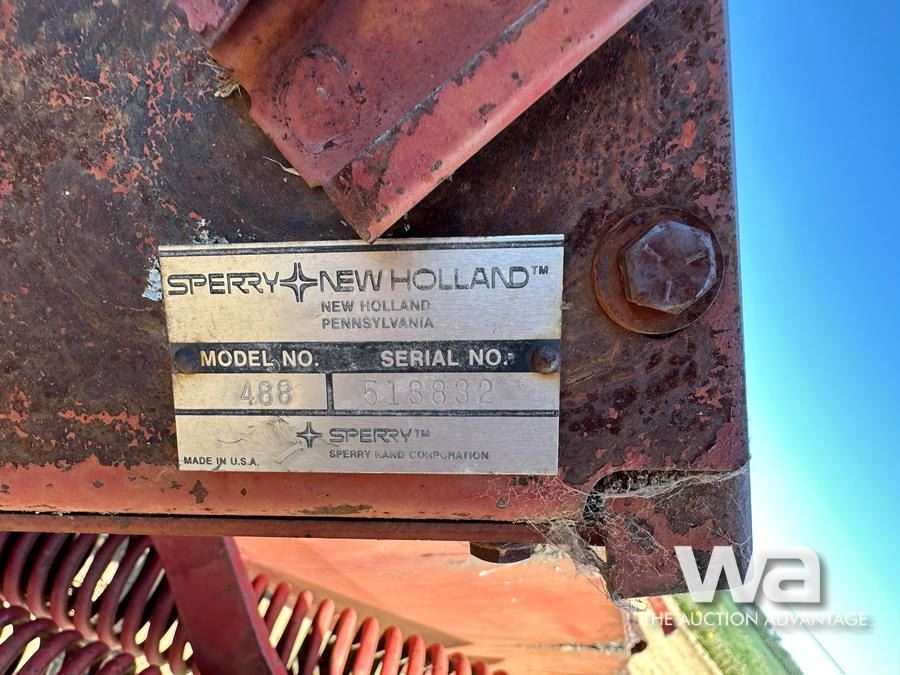 SPERRY NEW HOLLAND™
NEW HOLLAND
PENNSYLVANIA
MODEL NO. SERIAL NO.
488 513832
SPERRY™
MADE IN U.S.A. SPERRY RAND CORPORATION
wa
THE AUCTION ADVANTAGE